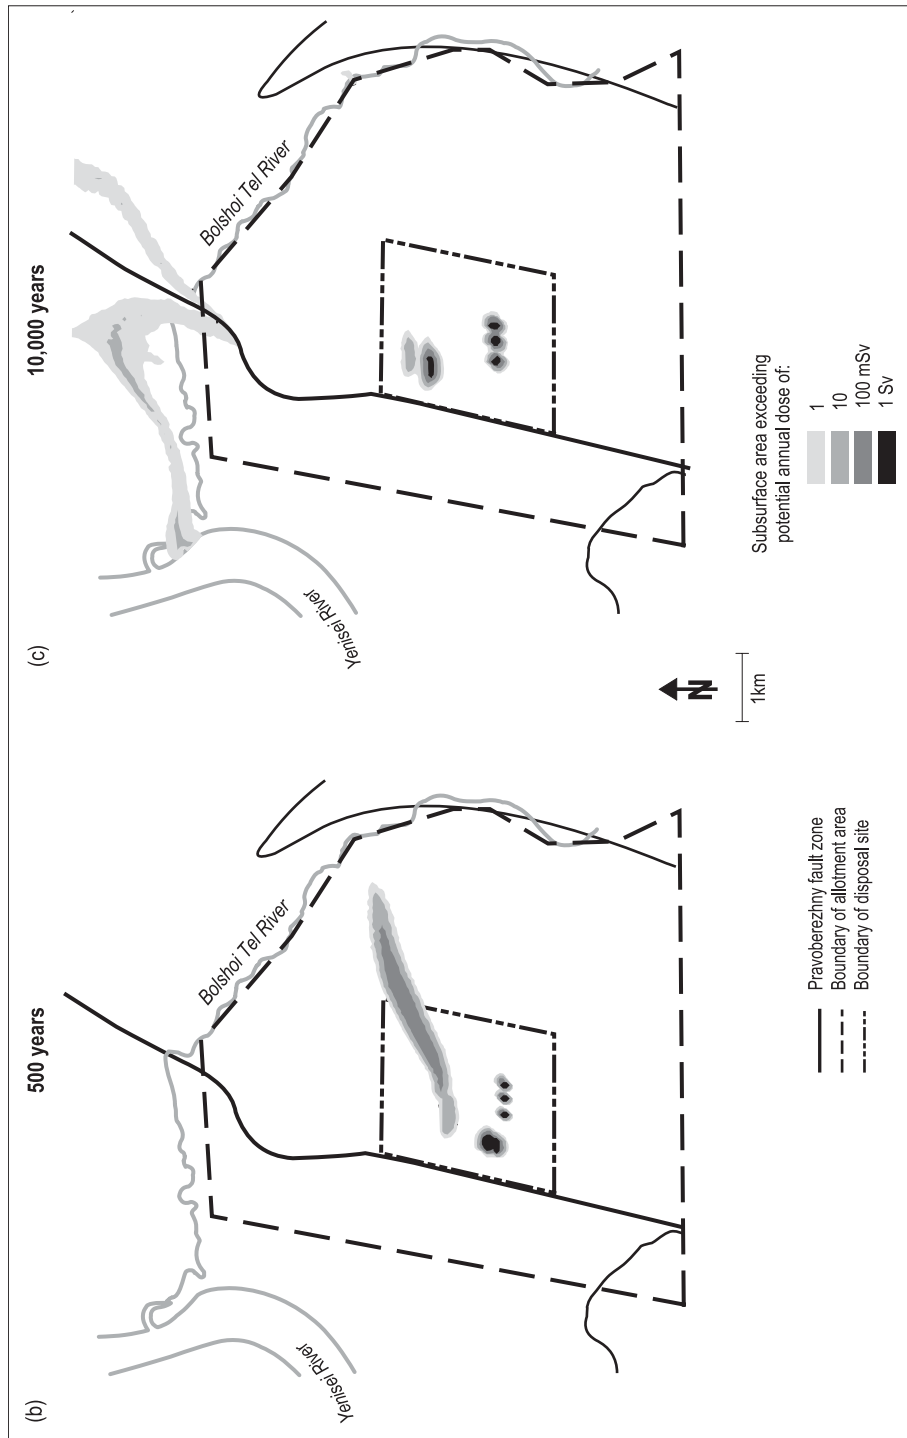 (b)
500 years
Bolshoi Tel River
Yenisei River
Pravoberezhny fault zone
Boundary of allotment area
Boundary of disposal site
N
1km
(c)
10,000 years
Bolshoi Tel River
Yenisei River
Subsurface area exceeding
potential annual dose of:
1
10
100 mSv
1 Sv